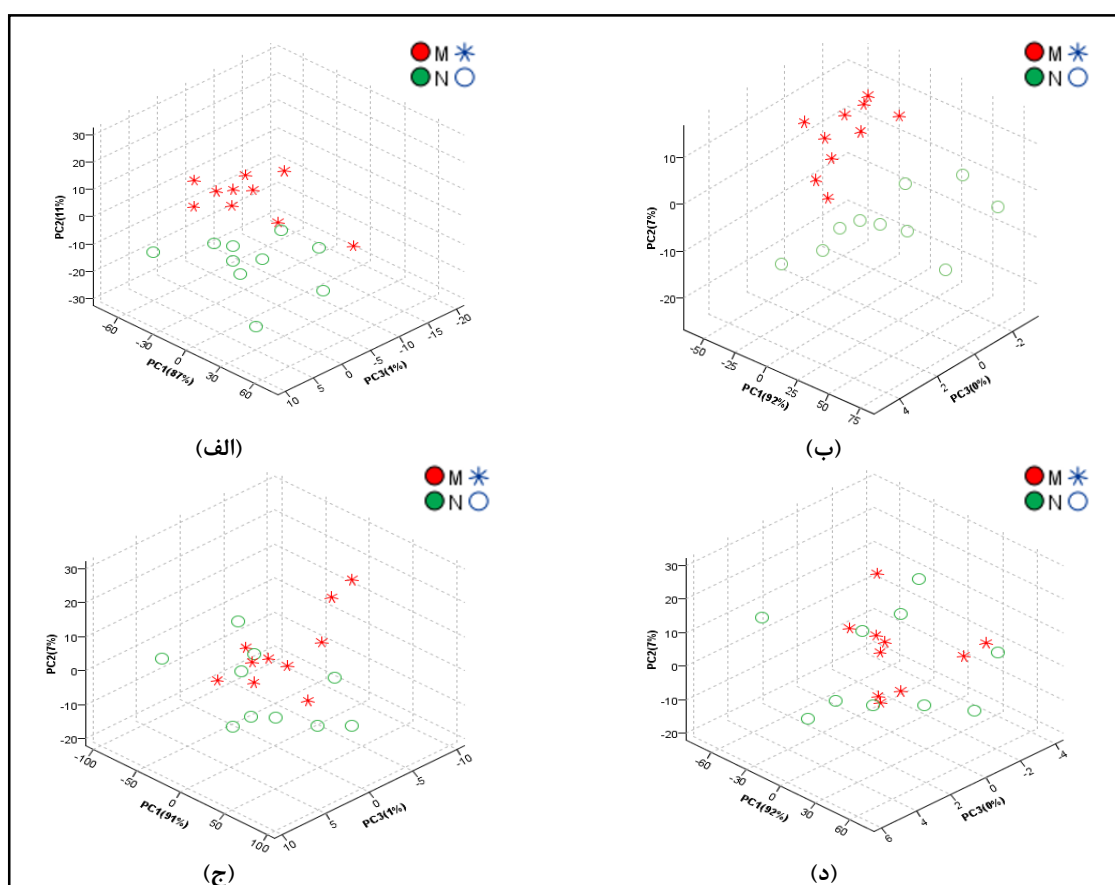 M
N
30
20
10
0
-10
-20
-30
PC2(11%)
-60
-30
0
30
60
PC1(87%)
10
5
0
-5
-10
-15
-20
PC3(1%)
(الف)
M
N
10
0
-10
-20
PC2(7%)
-50
-25
0
25
50
75
PC1(92%)
4
2
0
-2
PC3(0%)
(ب)
M
N
30
20
10
0
-10
-20
PC2(7%)
-100
-50
0
50
100
PC1(91%)
10
5
0
-5
-10
PC3(1%)
(ج)
M
N
30
20
10
0
-10
-20
PC2(7%)
-60
-30
0
30
60
PC1(92%)
6
4
2
0
-2
-4
PC3(0%)
(د)